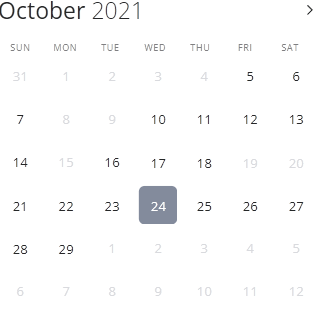 October 2021
SUN MON TUE WED THU FRI SAT
31 1 2 3 4 5 6
7 8 9 10 11 12 13
14 15 16 17 18 19 20
21 22 23 24 25 26 27
28 29 1 2 3 4 5
6 7 8 9 10 11 12